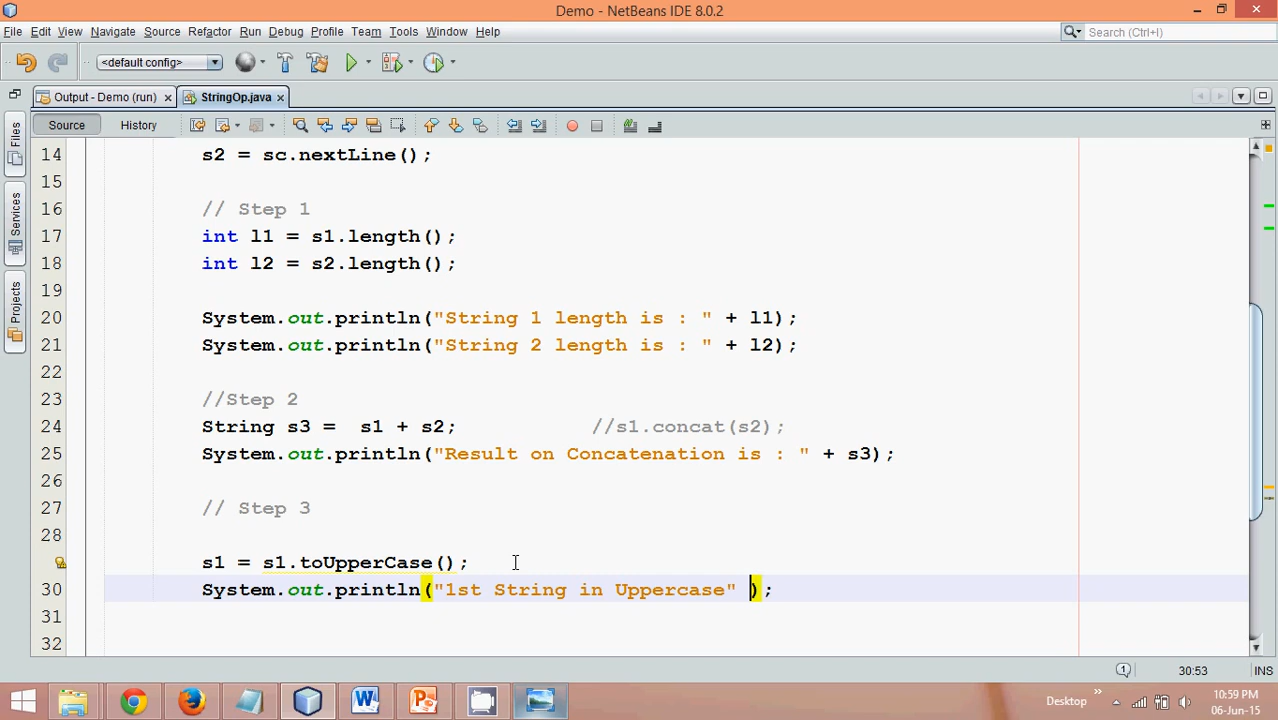 Demo - NetBeans IDE 8.0.2
File Edit View Navigate Source Refactor Run Debug Profile Team Tools Window Help
Search (Ctrl+I)
<default config>
Output - Demo (run) × StringOp.java ×
Source History
Files
Services
Projects
14 s2 = sc.nextLine();
15
16 // Step 1
17 int l1 = s1.length();
18 int l2 = s2.length();
19
20 System.out.println("String 1 length is : " + l1);
21 System.out.println("String 2 length is : " + l2);
22
23 //Step 2
24 String s3 =  s1 + s2; //s1.concat(s2);
25 System.out.println("Result on Concatenation is : " + s3);
26
27 // Step 3
28
s1 = s1.toUpperCase();
30 System.out.println("1st String in Uppercase" );
31
32
1 30:53 INS
Desktop » 10:59 PM
06-Jun-15